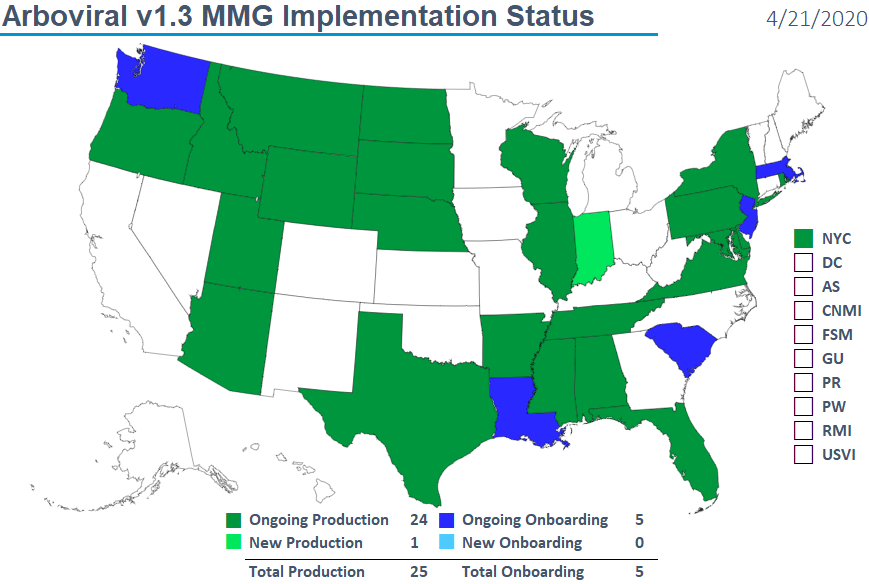 Arboviral v1.3 MMG Implementation Status
4/21/2020
NYC
DC
AS
CNMI
FSM
GU
PR
PW
RMI
USVI
Ongoing Production 24 Ongoing Onboarding 5
New Production 1 New Onboarding 0
Total Production 25 Total Onboarding 5